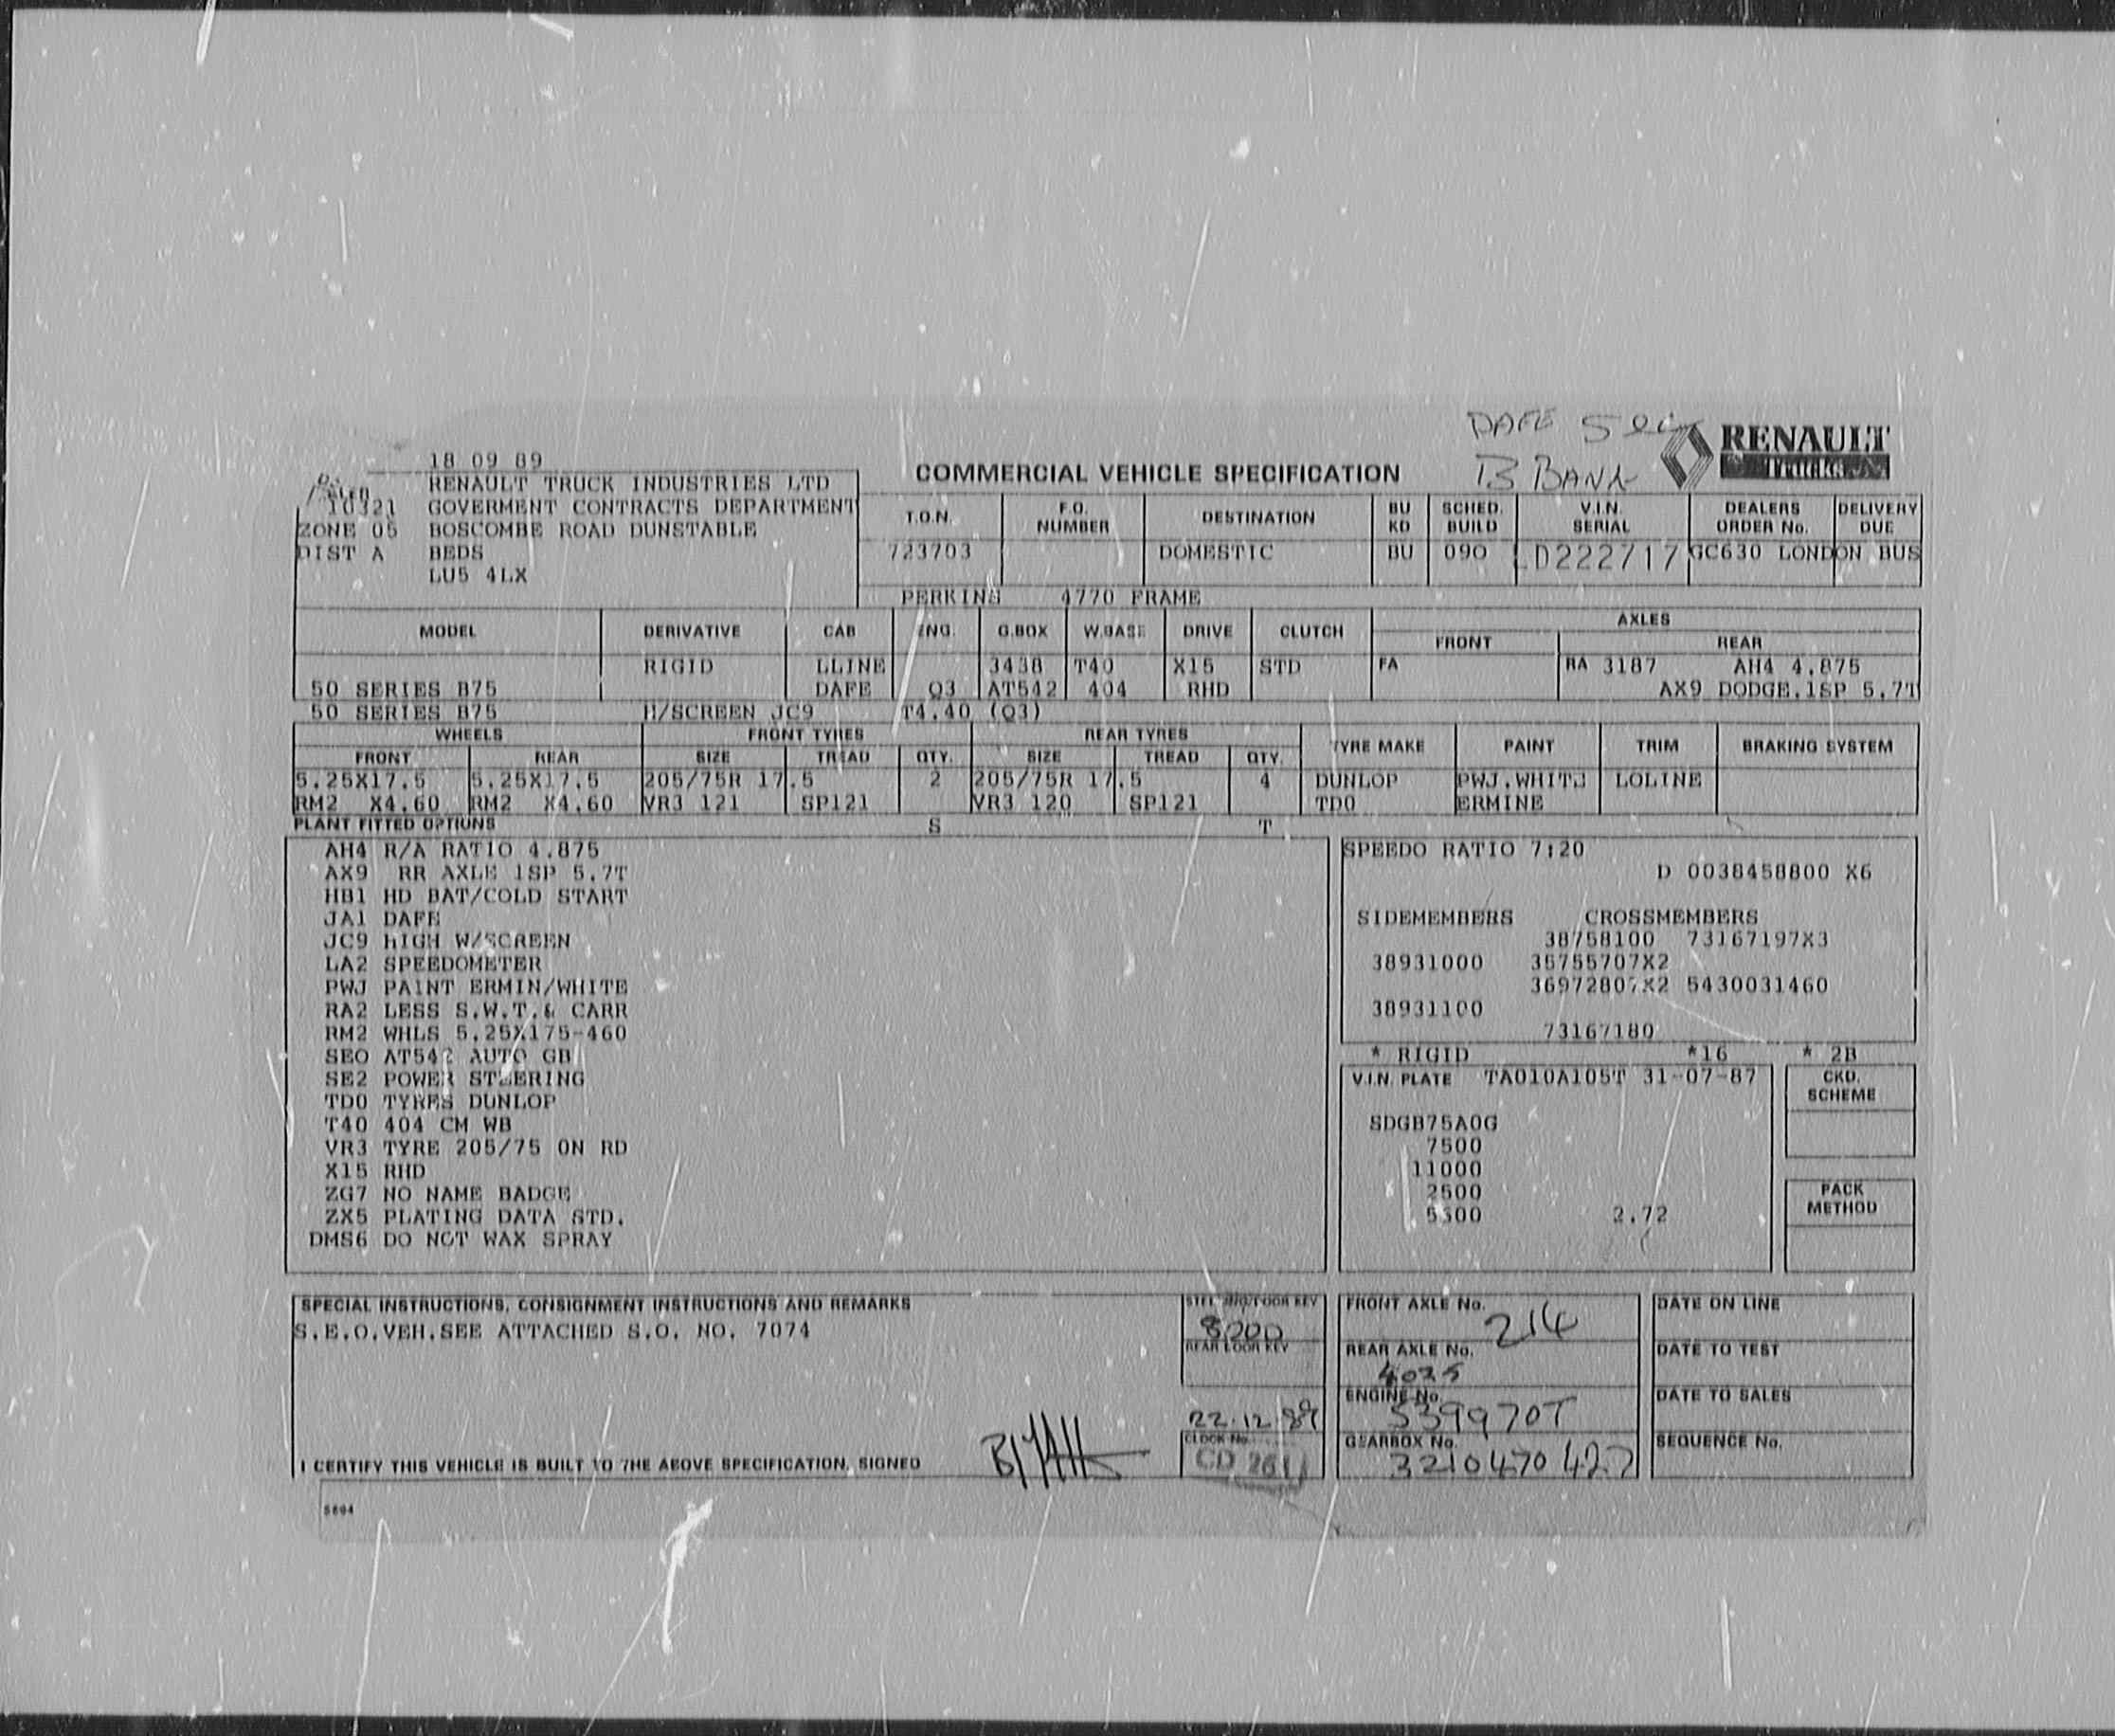 DAFE
B BANK
RENAULT
Trucks
18 09 89
COMMERCIAL VEHICLE SPECIFICATION
RENAULT TRUCK INDUSTRIES LTD
10321 GOVERMENT CONTRACTS DEPARTMENT
ZONE 05 BOSCOMBE ROAD DUNSTABLE
DIST A BEDS
LU5 4LX
T.O.N. F.O. NUMBER DESTINATION BU KD SCHED. BUILD V.I.N. SERIAL DEALERS ORDER No. DELIVERY DUE
723703 DOMESTIC BU 090 D222717 GC630 LONDON BUS
PERKINS 4770 FRAME
MODEL DERIVATIVE CAB ENG. G.BOX W.BASE DRIVE CLUTCH AXLES
FRONT REAR
RIGID LLINE 3438 T40 X15 STD FA RA 3187 AH4 4.875
50 SERIES B75 DAFE Q3 AT542 404 RHD AX9 DODGE.1SP 5.7T
50 SERIES B75 H/SCREEN JC9 T4.40 (Q3)
WHEELS FRONT TYRES REAR TYRES TYRE MAKE PAINT TRIM BRAKING SYSTEM
FRONT REAR SIZE TREAD QTY. SIZE TREAD QTY.
5.25X17.5 5.25X17.5 205/75R 17.5 2 205/75R 17.5 4 DUNLOP PWJ.WHITE LOLINE
RM2 X4.60 RM2 X4.60 VR3 121 SP121 VR3 120 SP121 TD0 ERMINE
PLANT FITTED OPTIONS S T
AH4 R/A RATIO 4.875
AX9 RR AXLE 1SP 5.7T
HB1 HD BAT/COLD START
JA1 DAFE
JC9 HIGH W/SCREEN
LA2 SPEEDOMETER
PWJ PAINT ERMIN/WHITE
RA2 LESS S.W.T.& CARR
RM2 WHLS 5.25X175-460
SE0 AT542 AUTO GB
SE2 POWER STEERING
TD0 TYRES DUNLOP
T40 404 CM WB
VR3 TYRE 205/75 ON RD
X15 RHD
ZG7 NO NAME BADGE
ZX5 PLATING DATA STD.
DMS6 DO NOT WAX SPRAY
SPEEDO RATIO 7:20
D 0038458800 X6
SIDEMEMBERS CROSSMEMBERS
38758100 73167197X3
38931000 35755707X2
36972807X2 5430031460
38931100
73167180
* RIGID *16 * 2B
V.I.N. PLATE TA010A105T 31-07-87
SDGB75A0G
7500
11000
2500
5300 2.72
CKD. SCHEME
PACK METHOD
SPECIAL INSTRUCTIONS, CONSIGNMENT INSTRUCTIONS AND REMARKS
S.E.O.VEH.SEE ATTACHED S.O. NO. 7074
I CERTIFY THIS VEHICLE IS BUILT TO THE ABOVE SPECIFICATION, SIGNED
8200
REAR DOOR KEY
22.12.89
CLOCK No.
CD 261
FRONT AXLE No. 214
REAR AXLE No.
4025
ENGINE No.
S39970T
GEARBOX No.
3210470427
DATE ON LINE
DATE TO TEST
DATE TO SALES
SEQUENCE No.
5804